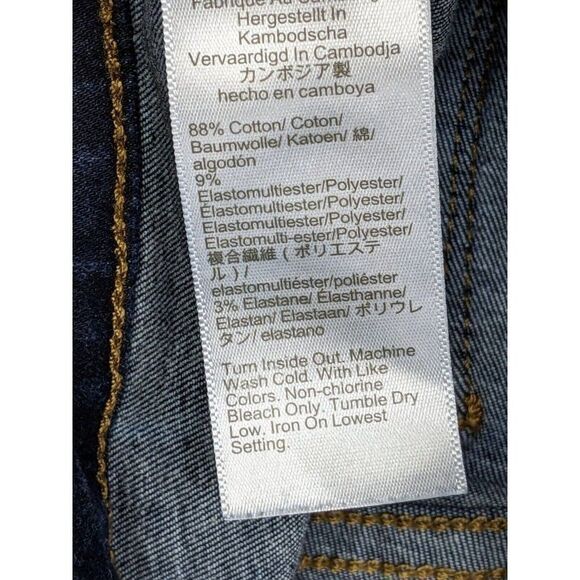 Fabrique Au
Hergestellt In
Kambodscha
Vervaardigd In Cambodja
カンボジア製
hecho en camboya
88% Cotton/ Coton/
Baumwolle/ Katoen/ 綿/
algodón
9%
Elastomultiester/Polyester/
Elastomultiester/Polyester/
Elastomultiester/Polyester/
Elastomulti-ester/Polyester/
複合繊維 (ポリエステ
ル)/
elastomultiéster/poliéster
3% Elastane/ Élasthanne/
Elastan/ Elastaan/ ポリウレ
タン/ elastano
Turn Inside Out. Machine
Wash Cold. With Like
Colors. Non-chlorine
Bleach Only. Tumble Dry
Low. Iron On Lowest
Setting.